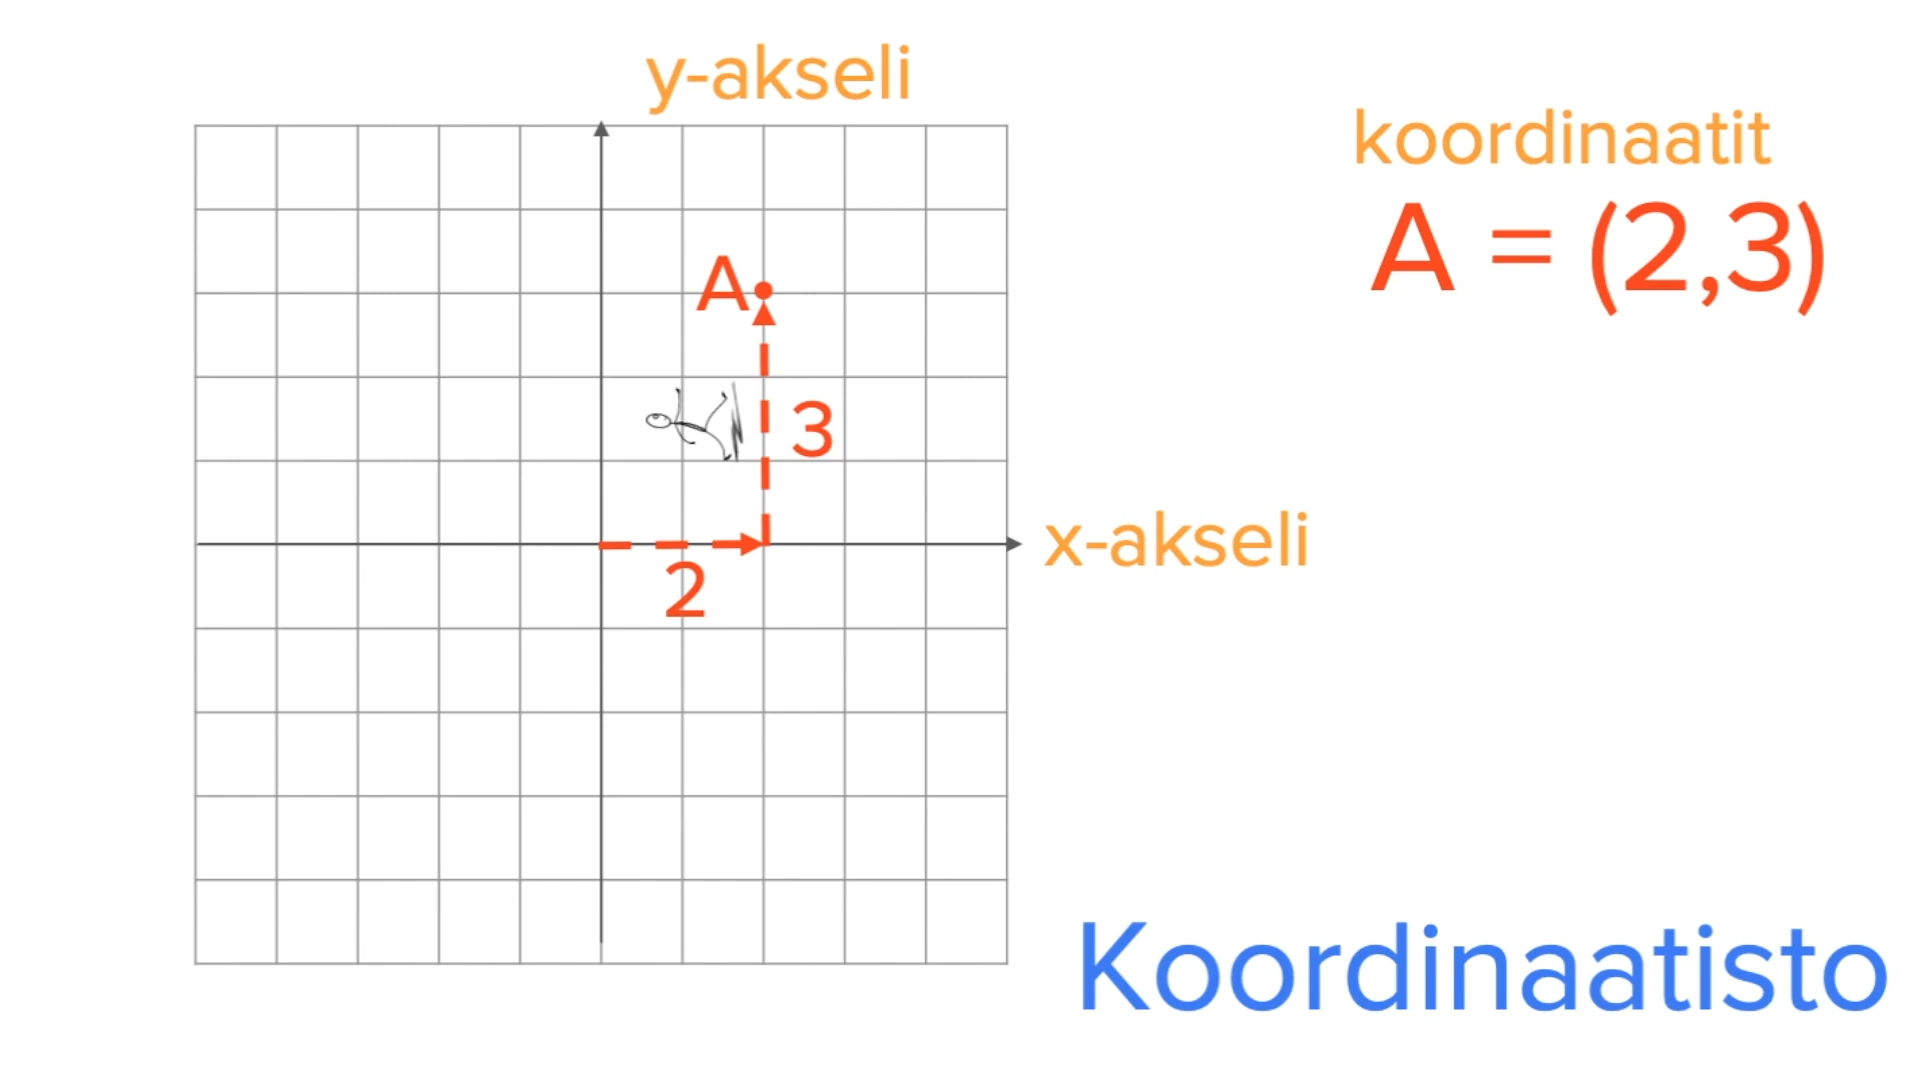 y-akseli
koordinaatit
A = (2,3)
A
3
x-akseli
2
Koordinaatisto